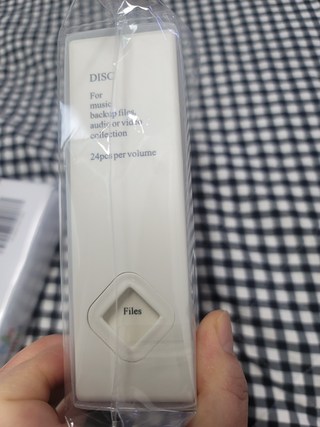 DISC
For
music
backup files,
audio or video
collection
24pcs per volume
Files